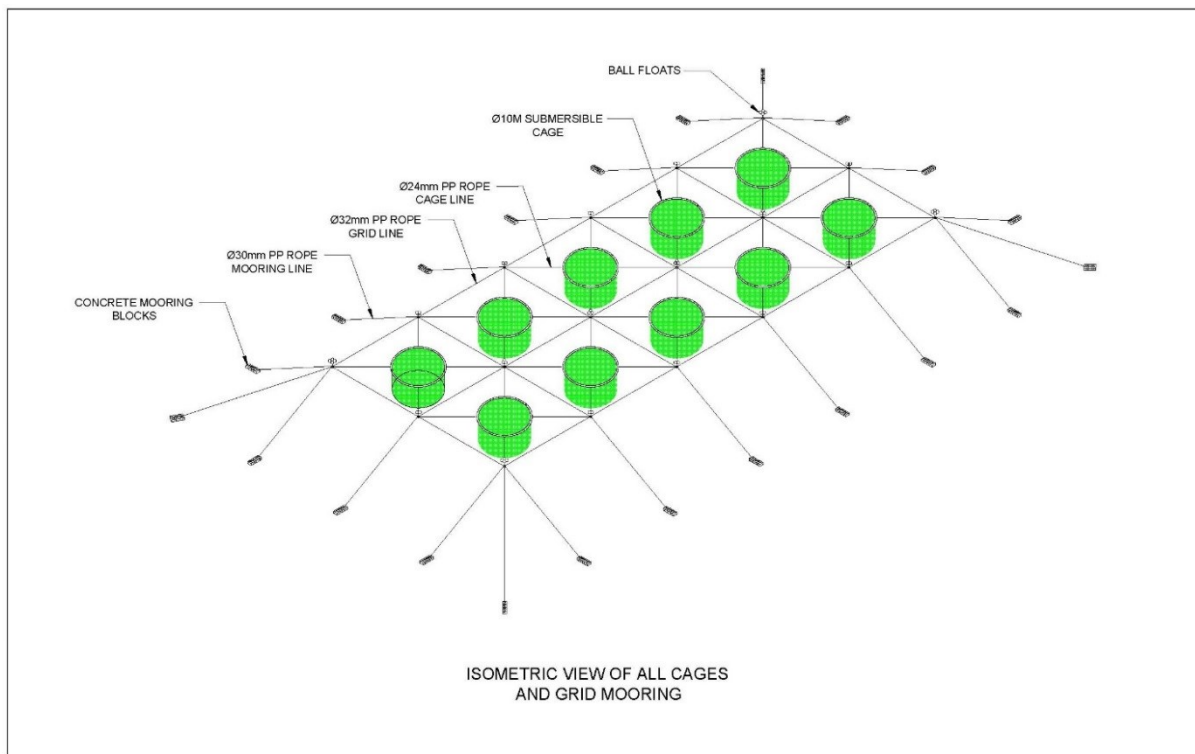 BALL FLOATS
Ø10M SUBMERSIBLE
CAGE
Ø24mm PP ROPE
CAGE LINE
Ø32mm PP ROPE
GRID LINE
Ø30mm PP ROPE
MOORING LINE
CONCRETE MOORING
BLOCKS
ISOMETRIC VIEW OF ALL CAGES
AND GRID MOORING